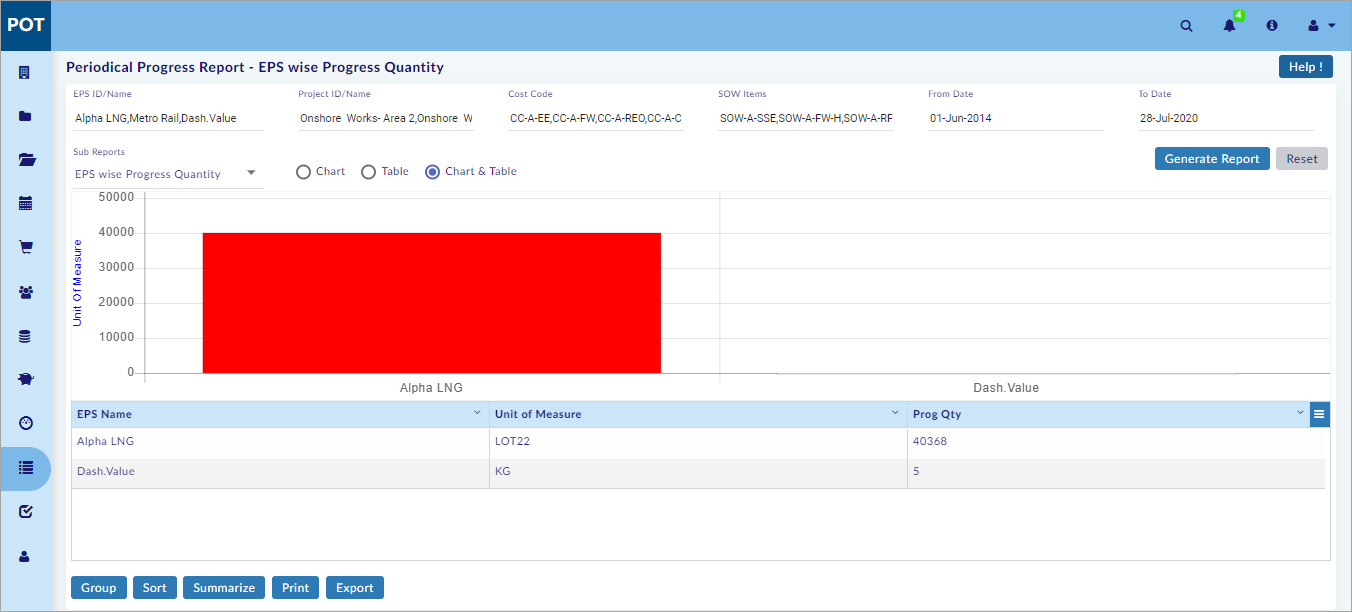 POT
4
Periodical Progress Report - EPS wise Progress Quantity
Help !
EPS ID/Name
Project ID/Name
Cost Code
SOW Items
From Date
To Date
Alpha LNG,Metro Rail,Dash.Value
Onshore Works- Area 2,Onshore W
CC-A-EE,CC-A-FW,CC-A-REO,CC-A-C
SOW-A-SSE,SOW-A-FW-H,SOW-A-RF
01-Jun-2014
28-Jul-2020
Sub Reports
EPS wise Progress Quantity
Chart
Table
Chart & Table
Generate Report
Reset
Unit Of Measure
50000
40000
30000
20000
10000
0
Alpha LNG
Dash.Value
EPS Name
Unit of Measure
Prog Qty
Alpha LNG
LOT22
40368
Dash.Value
KG
5
Group
Sort
Summarize
Print
Export